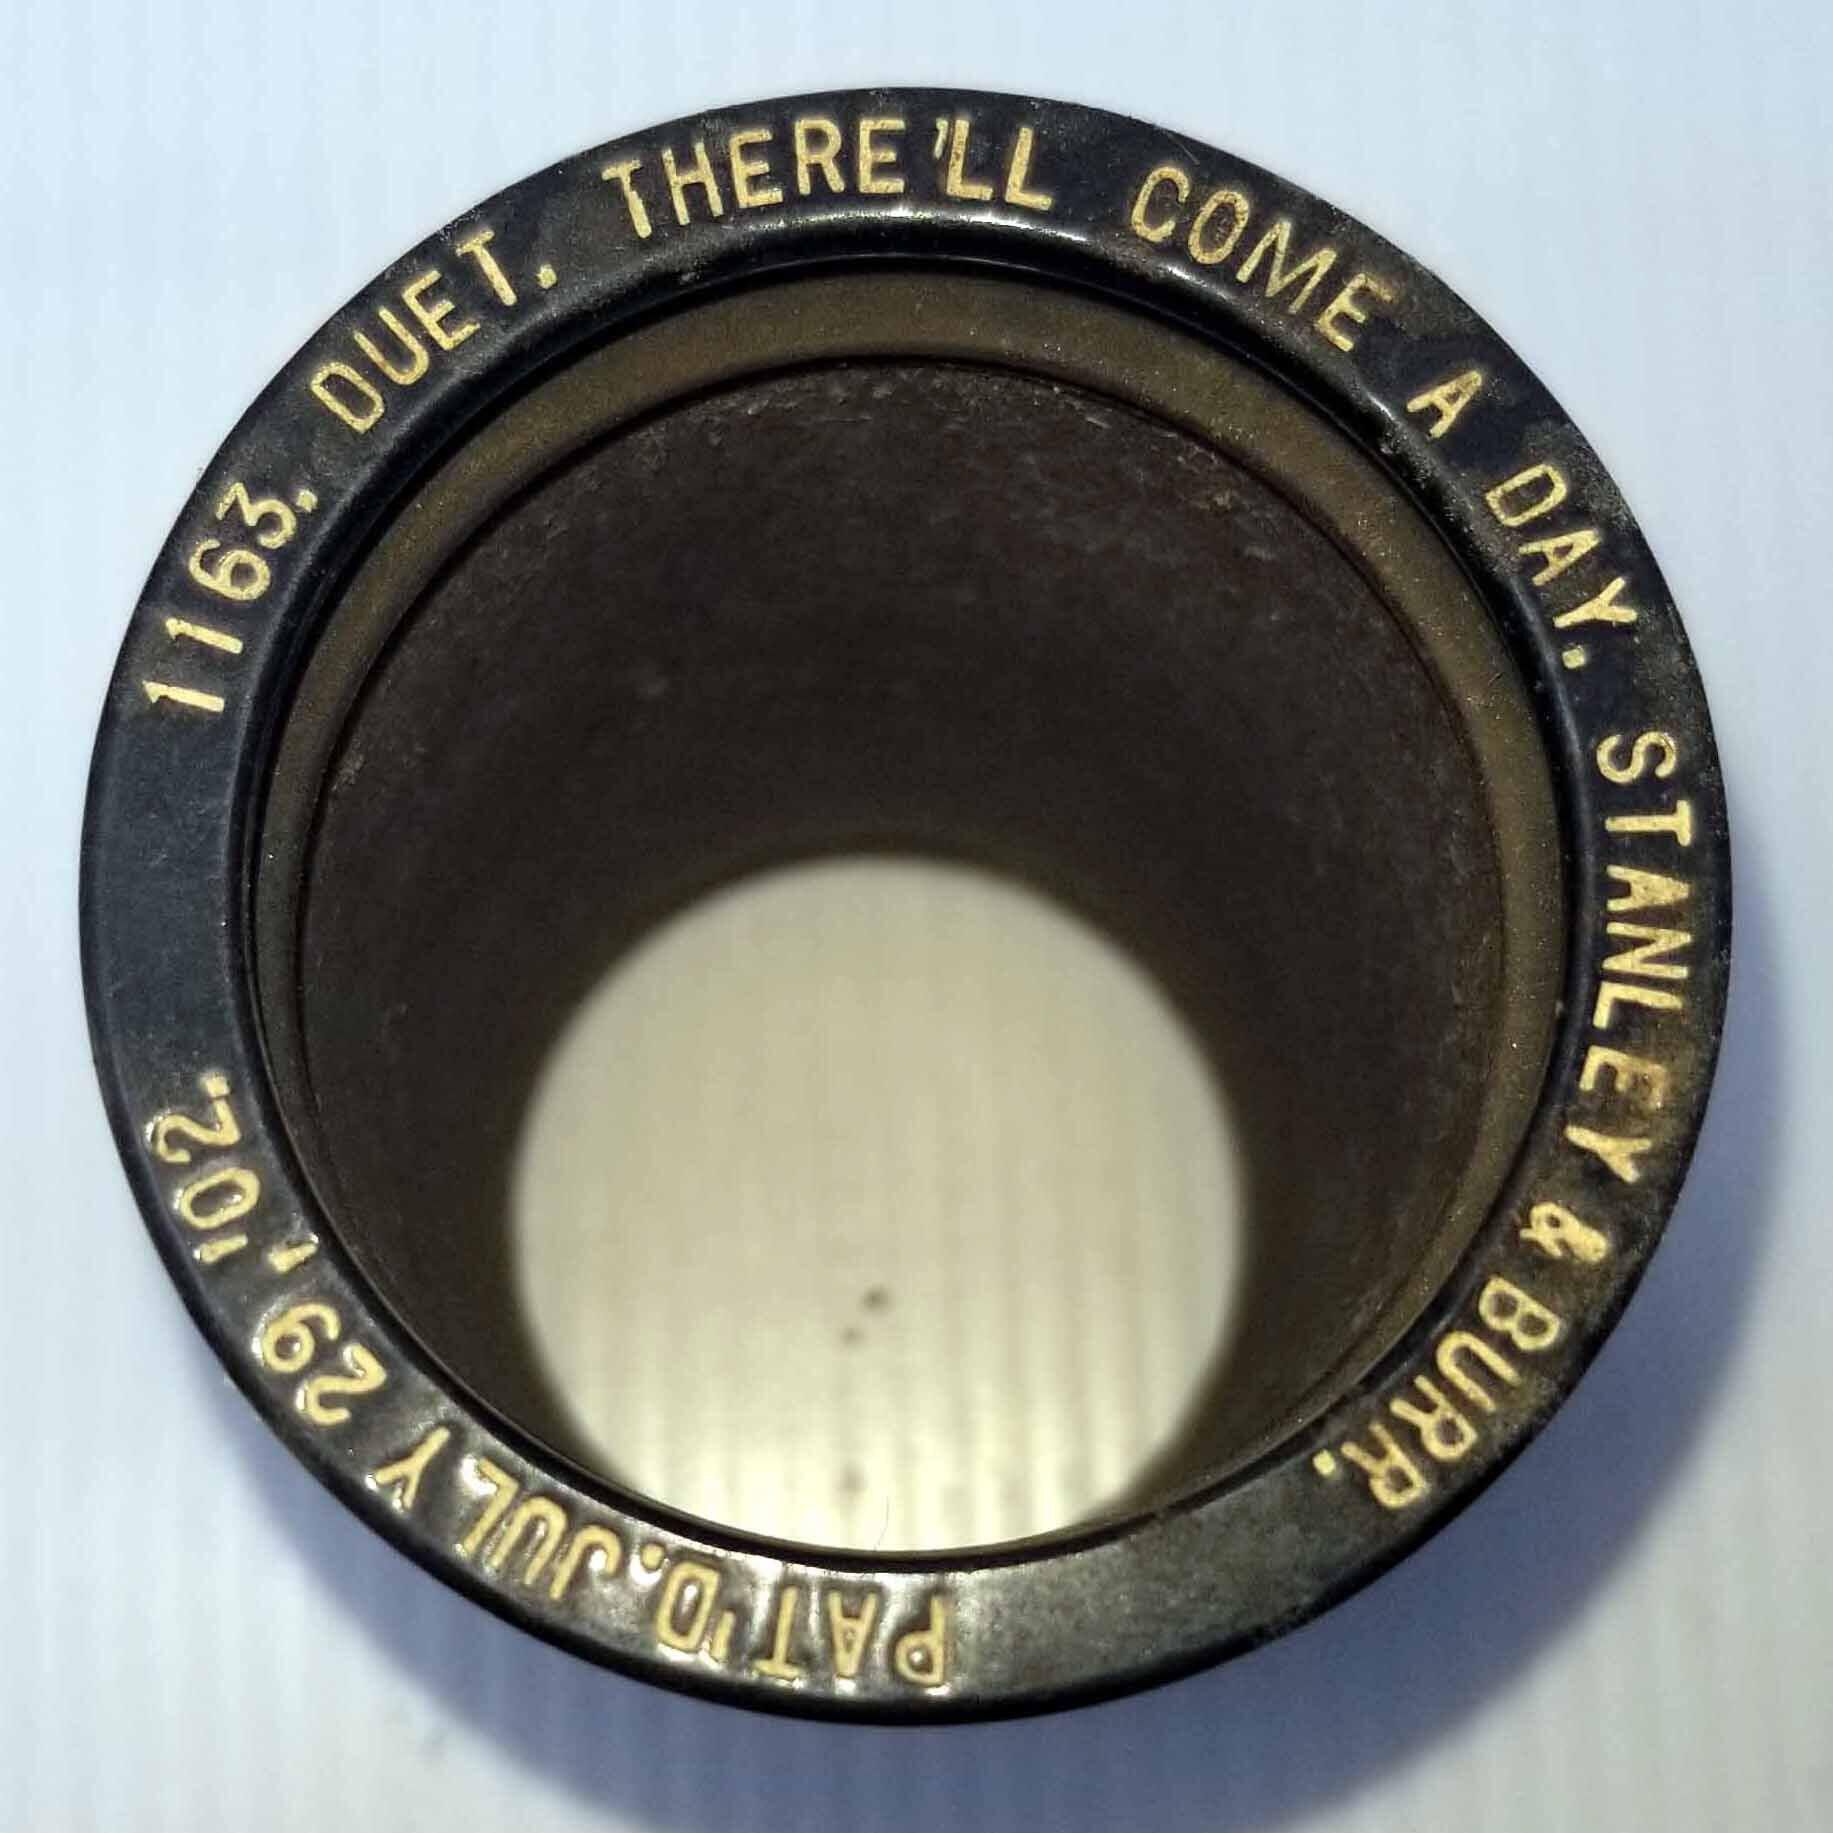 1163. DUET. THERE'LL COME A DAY. STANLEY & BURR.
PAT'D. JULY 29, '02.